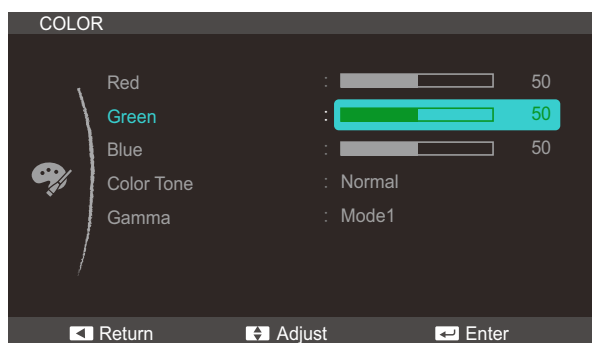 COLOR
Red : 50
Green : 50
Blue : 50
Color Tone : Normal
Gamma : Mode1
Return Adjust Enter